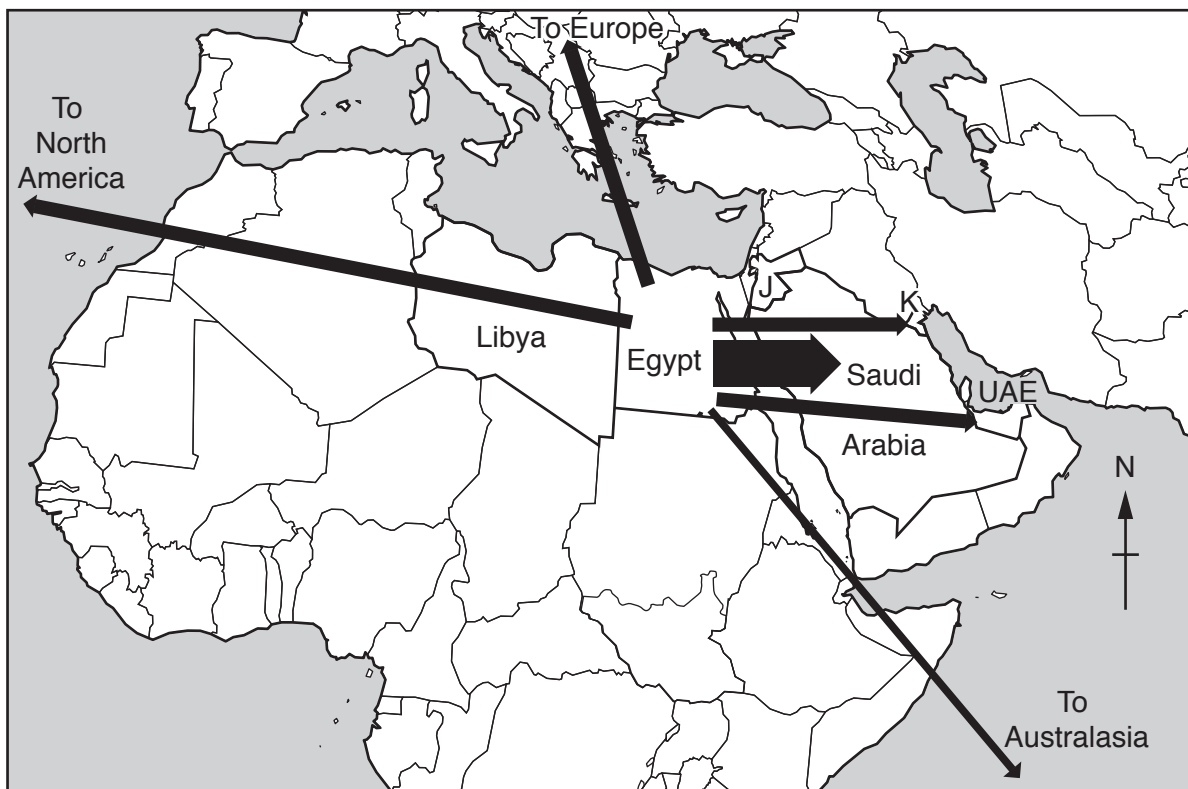 To Europe
To
North
America
J
K
Libya
Egypt
Saudi
UAE
Arabia
N
To
Australasia